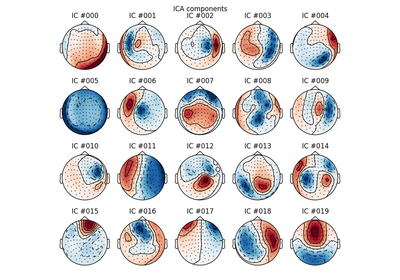 ICA components
IC #000 IC #001 IC #002 IC #003 IC #004
IC #005 IC #006 IC #007 IC #008 IC #009
IC #010 IC #011 IC #012 IC #013 IC #014
IC #015 IC #016 IC #017 IC #018 IC #019